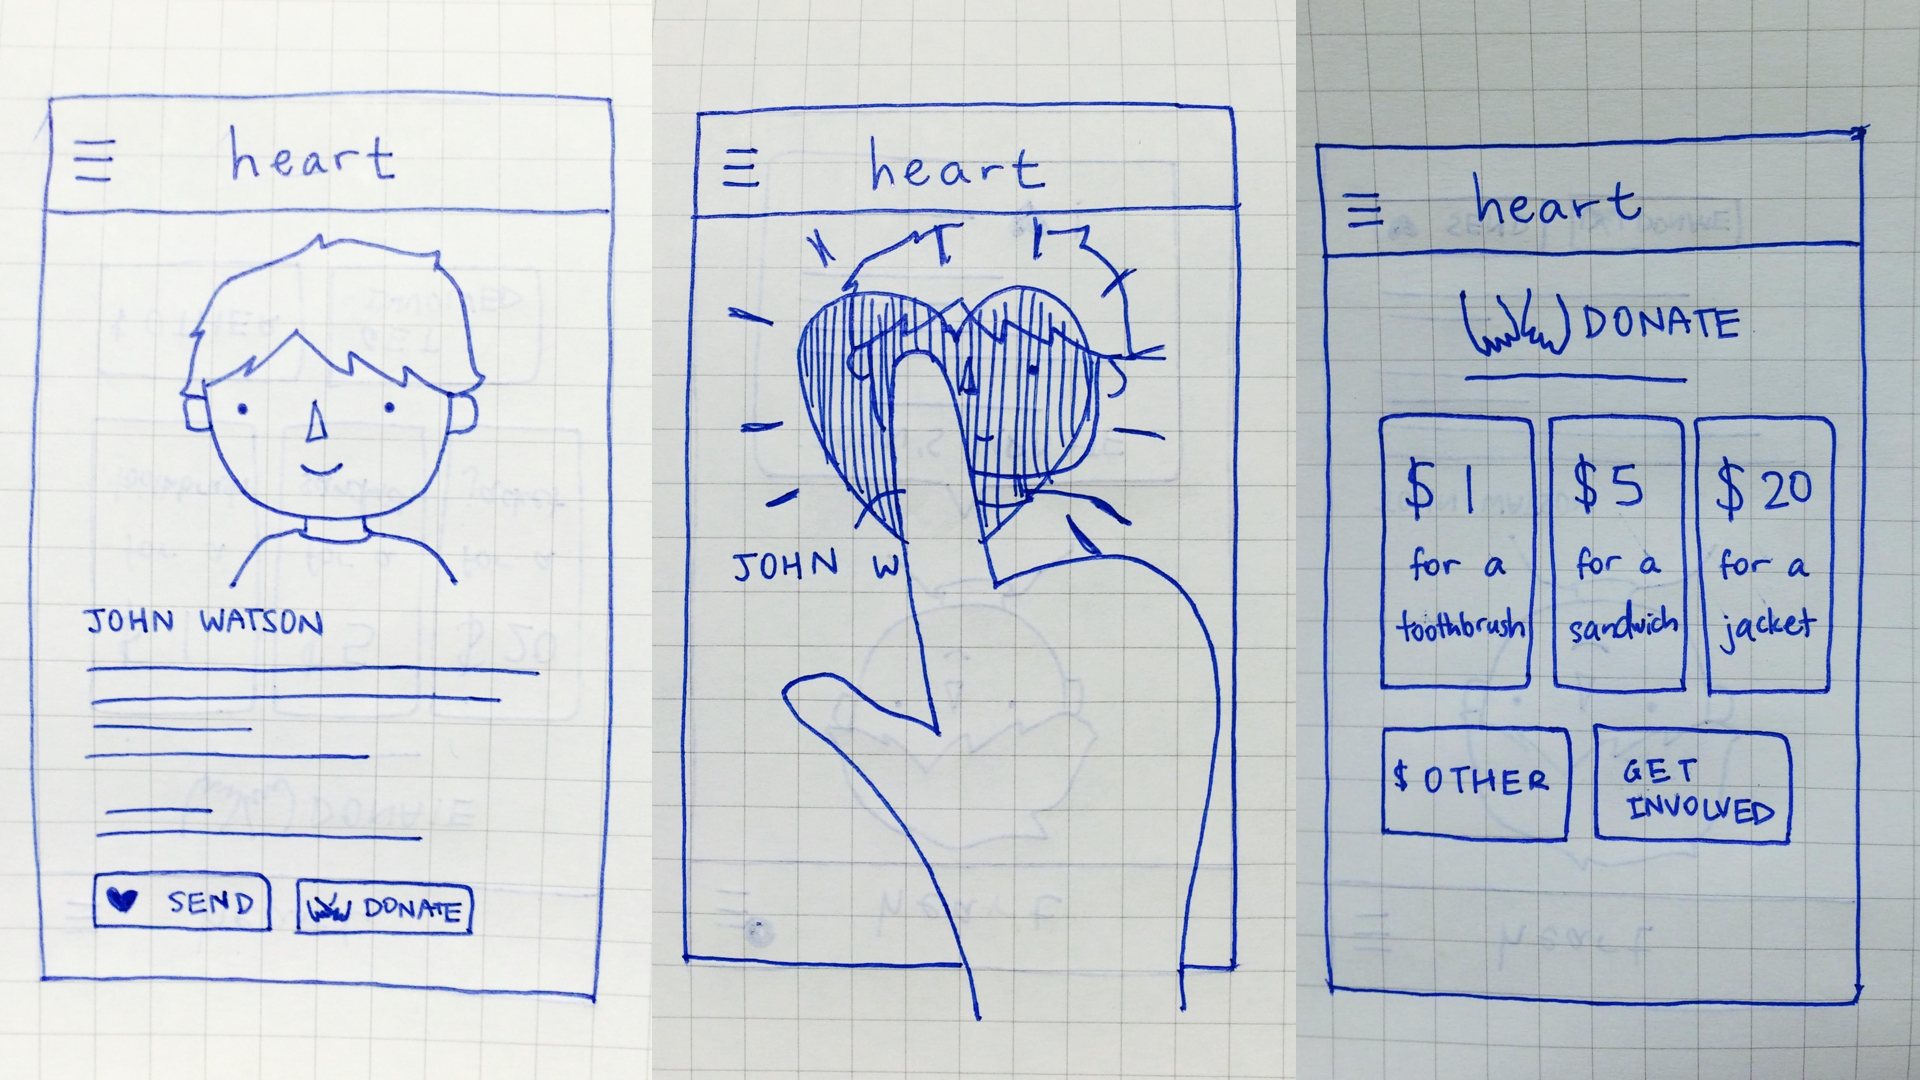 heart
JOHN WATSON
SEND
DONATE
heart
JOHN W
heart
DONATE
$ 1
for a
toothbrush
$ 5
for a
sandwich
$ 20
for a
jacket
$ OTHER
GET
INVOLVED